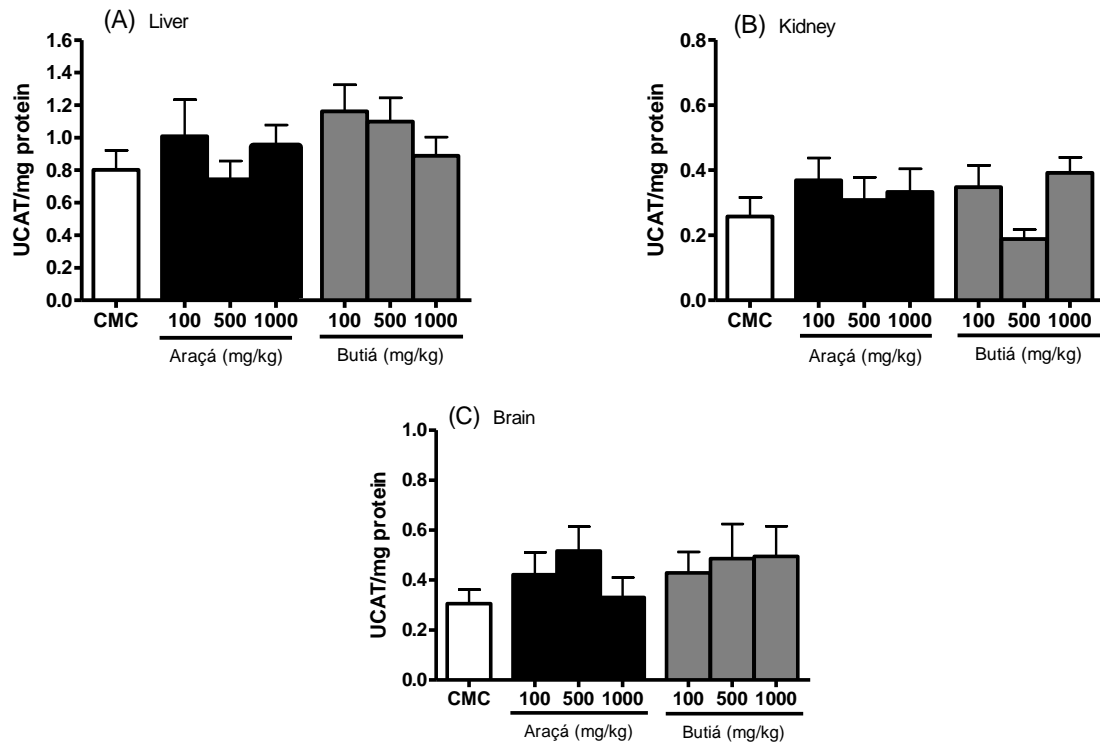 (A) Liver
UCAT/mg protein
1.6
1.4
1.2
1.0
0.8
0.6
0.4
0.2
0.0
CMC 100 500 1000 100 500 1000
Araçá (mg/kg) Butiá (mg/kg)
(B) Kidney
UCAT/mg protein
0.8
0.6
0.4
0.2
0.0
CMC 100 500 1000 100 500 1000
Araçá (mg/kg) Butiá (mg/kg)
(C) Brain
UCAT/mg protein
1.0
0.8
0.6
0.4
0.2
0.0
CMC 100 500 1000 100 500 1000
Araçá (mg/kg) Butiá (mg/kg)